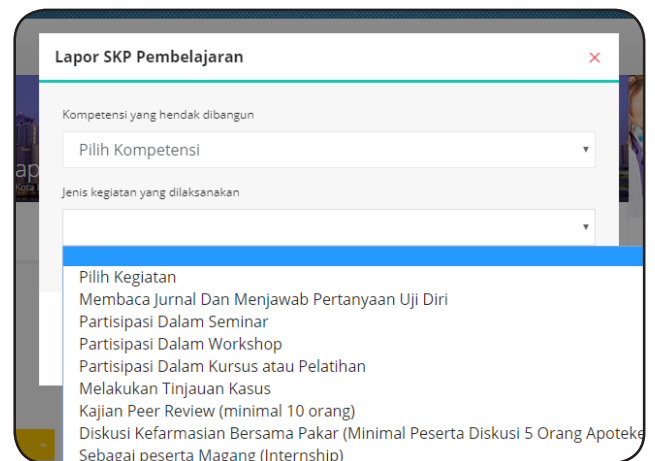 Lapor SKP Pembelajaran
×
Kompetensi yang hendak dibangun
Pilih Kompetensi
Jenis kegiatan yang dilaksanakan
Pilih Kegiatan
Membaca Jurnal Dan Menjawab Pertanyaan Uji Diri
Partisipasi Dalam Seminar
Partisipasi Dalam Workshop
Partisipasi Dalam Kursus atau Pelatihan
Melakukan Tinjauan Kasus
Kajian Peer Review (minimal 10 orang)
Diskusi Kefarmasian Bersama Pakar (Minimal Peserta Diskusi 5 Orang Apoteke
Sebagai peserta Magang (Internship)
ap
Kota